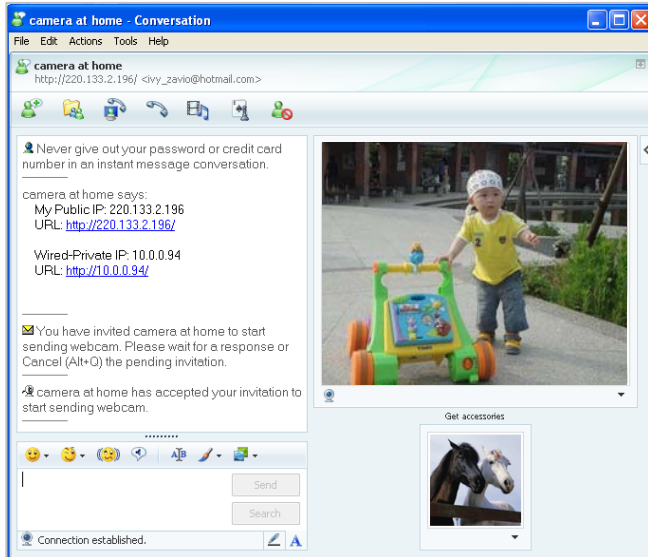 camera at home - Conversation
File Edit Actions Tools Help
camera at home
http://220.133.2.196/ <ivy_zavio@hotmail.com>
Never give out your password or credit card
number in an instant message conversation.
camera at home says:
My Public IP: 220.133.2.196
URL: http://220.133.2.196/
Wired-Private IP: 10.0.0.94
URL: http://10.0.0.94/
You have invited camera at home to start
sending webcam. Please wait for a response or
Cancel (Alt+Q) the pending invitation.
camera at home has accepted your invitation to
start sending webcam.
Get accessories
Send
Search
Connection established.